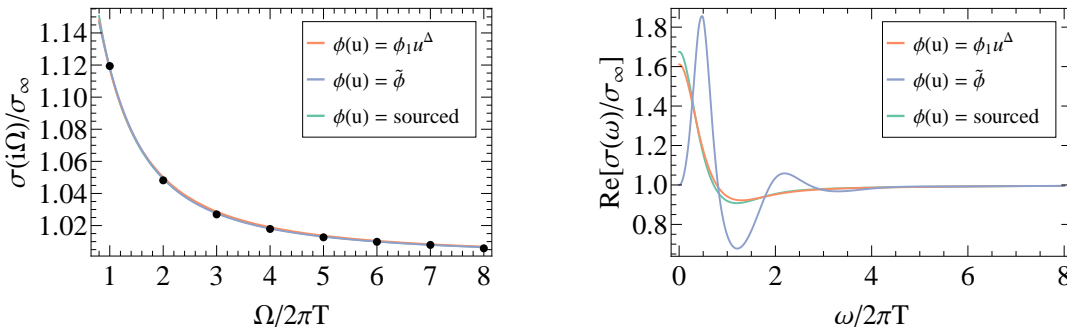 σ(iΩ)/σ∞
1.14
1.12
1.10
1.08
1.06
1.04
1.02
1 2 3 4 5 6 7 8
Ω/2πT
ϕ(u) = ϕ₁u^Δ
ϕ(u) = ϕ̃
ϕ(u) = sourced
Re[σ(ω)/σ∞]
1.8
1.6
1.4
1.2
1.0
0.8
0 2 4 6 8
ω/2πT
ϕ(u) = ϕ₁u^Δ
ϕ(u) = ϕ̃
ϕ(u) = sourced